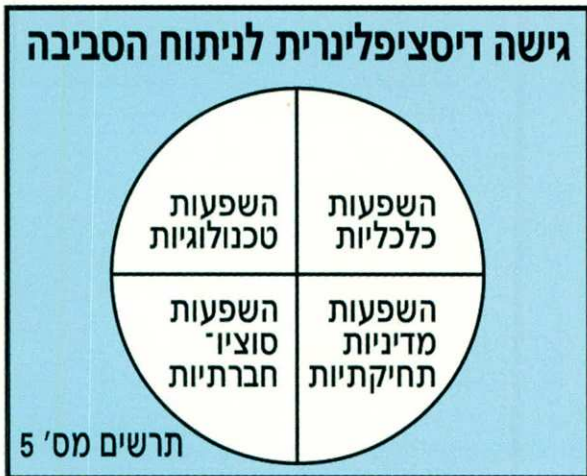 גישה דיסציפלינרית לניתוח הסביבה
השפעות
כלכליות
השפעות
טכנולוגיות
השפעות
מדיניות
תחיקתיות
השפעות
סוציו־
חברתיות
תרשים מס' 5